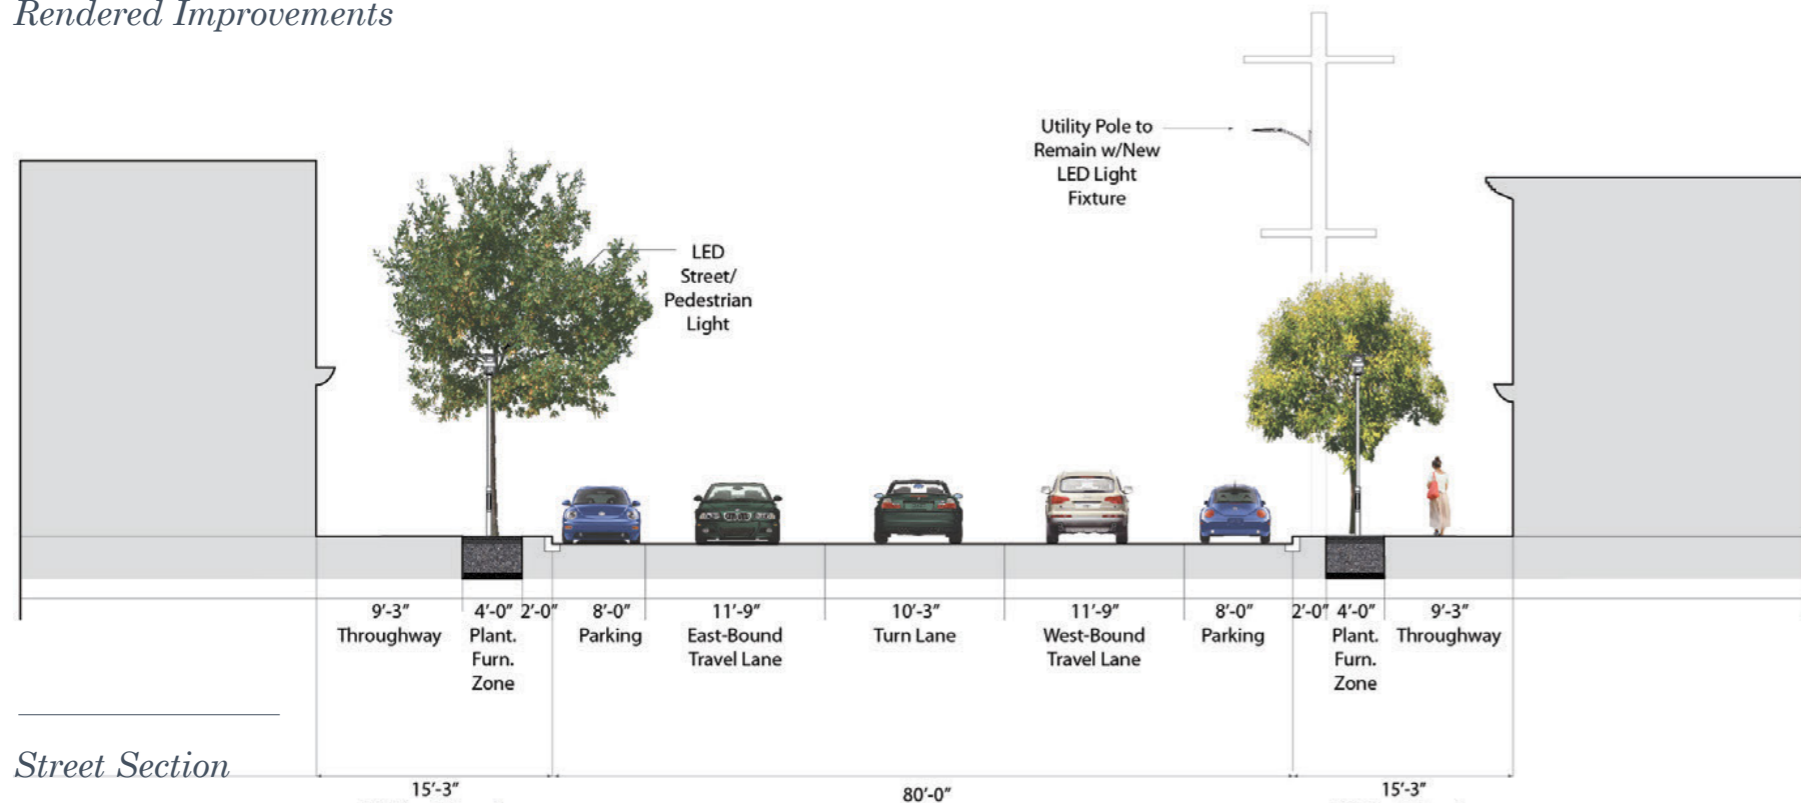 Rendered Improvements
Utility Pole to
Remain w/New
LED Light
Fixture
LED
Street/
Pedestrian
Light
9'-3" 4'-0" 2'-0" 8'-0" 11'-9" 10'-3" 11'-9" 8'-0" 2'-0" 4'-0" 9'-3"
Throughway Plant. Parking East-Bound Turn Lane West-Bound Parking Plant. Throughway
Furn. Travel Lane Travel Lane Furn.
Zone Zone
Street Section
15'-3" 80'-0" 15'-3"